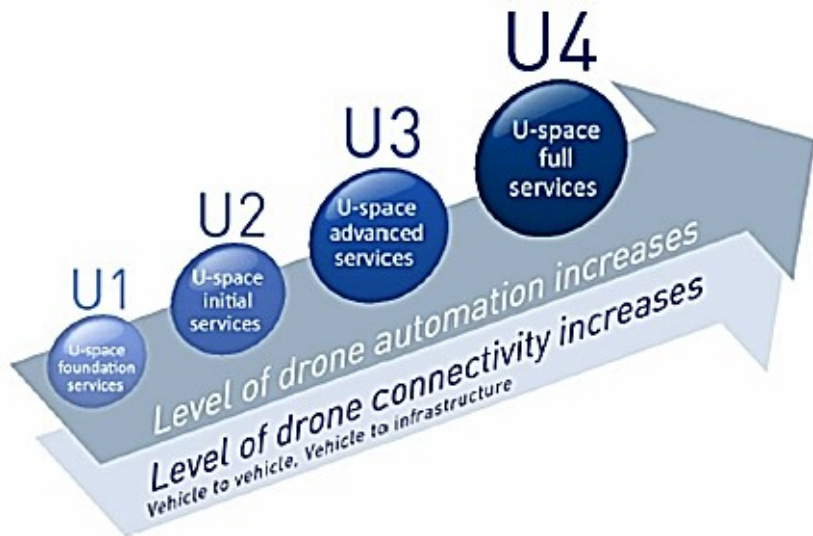 U1
U-space
foundation
services
U2
U-space
initial
services
U3
U-space
advanced
services
U4
U-space
full
services
Level of drone automation increases
Level of drone connectivity increases
Vehicle to vehicle, Vehicle to infrastructure